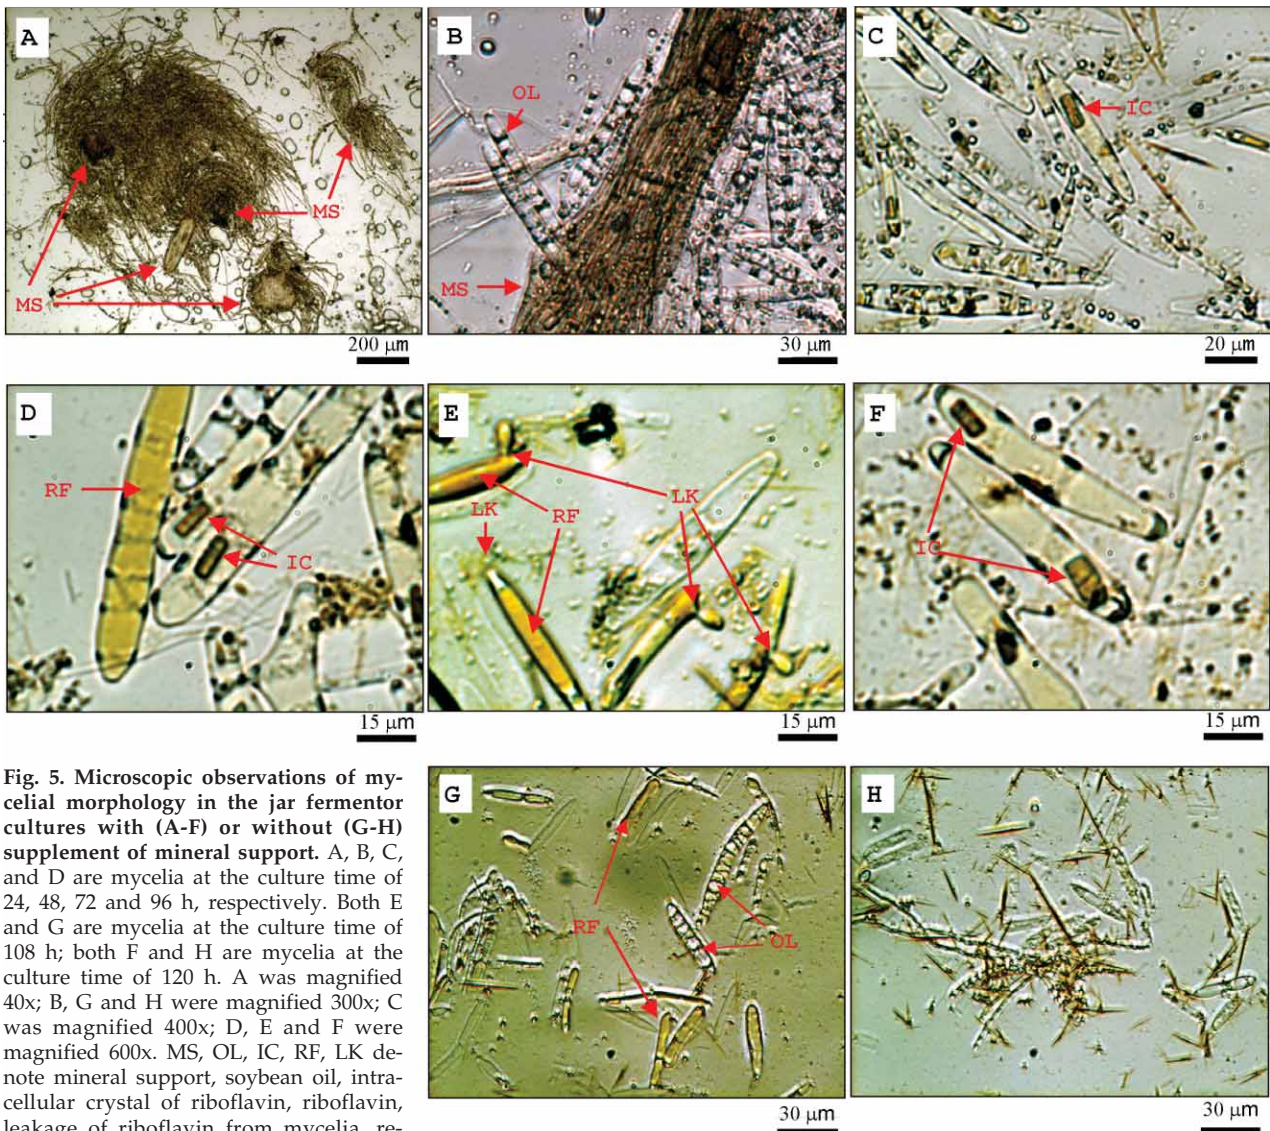 A
MS
MS
200 μm
B
OL
MS
30 μm
C
IC
20 μm
D
RF
IC
15 μm
E
LK
RF
LK
15 μm
F
IC
15 μm
Fig. 5. Microscopic observations of my-
celial morphology in the jar fermentor
cultures with (A-F) or without (G-H)
supplement of mineral support. A, B, C,
and D are mycelia at the culture time of
24, 48, 72 and 96 h, respectively. Both E
and G are mycelia at the culture time of
108 h; both F and H are mycelia at the
culture time of 120 h. A was magnified
40x; B, G and H were magnified 300x; C
was magnified 400x; D, E and F were
magnified 600x. MS, OL, IC, RF, LK de-
note mineral support, soybean oil, intra-
cellular crystal of riboflavin, riboflavin,
leakage of riboflavin from mycelia, re-
G
RF
OL
30 μm
H
30 μm